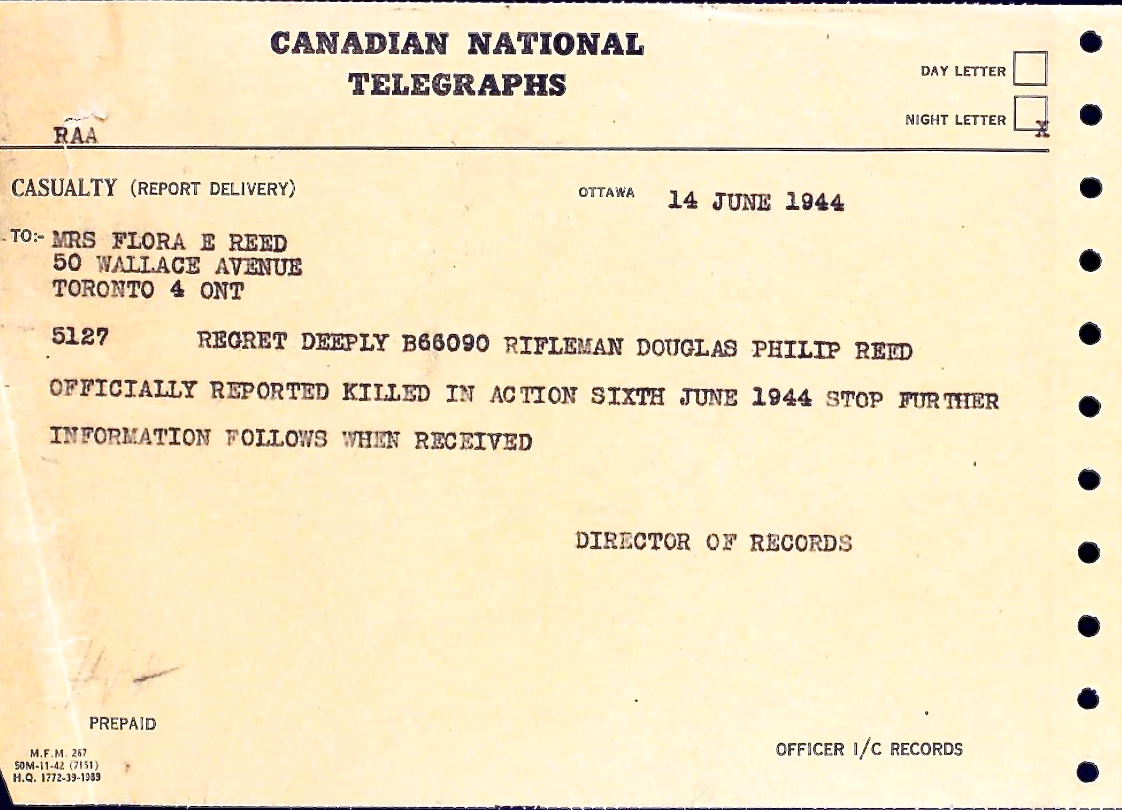 CANADIAN NATIONAL
TELEGRAPHS
DAY LETTER
NIGHT LETTER X
RAA
CASUALTY (REPORT DELIVERY)
OTTAWA 14 JUNE 1944
TO:- MRS FLORA E REED
50 WALLACE AVENUE
TORONTO 4 ONT
5127 REGRET DEEPLY B66090 RIFLEMAN DOUGLAS PHILIP REED
OFFICIALLY REPORTED KILLED IN ACTION SIXTH JUNE 1944 STOP FURTHER
INFORMATION FOLLOWS WHEN RECEIVED
DIRECTOR OF RECORDS
PREPAID
OFFICER I/C RECORDS
M.F.M. 267
50M-11-42 (7151)
H.Q. 1772-39-1989